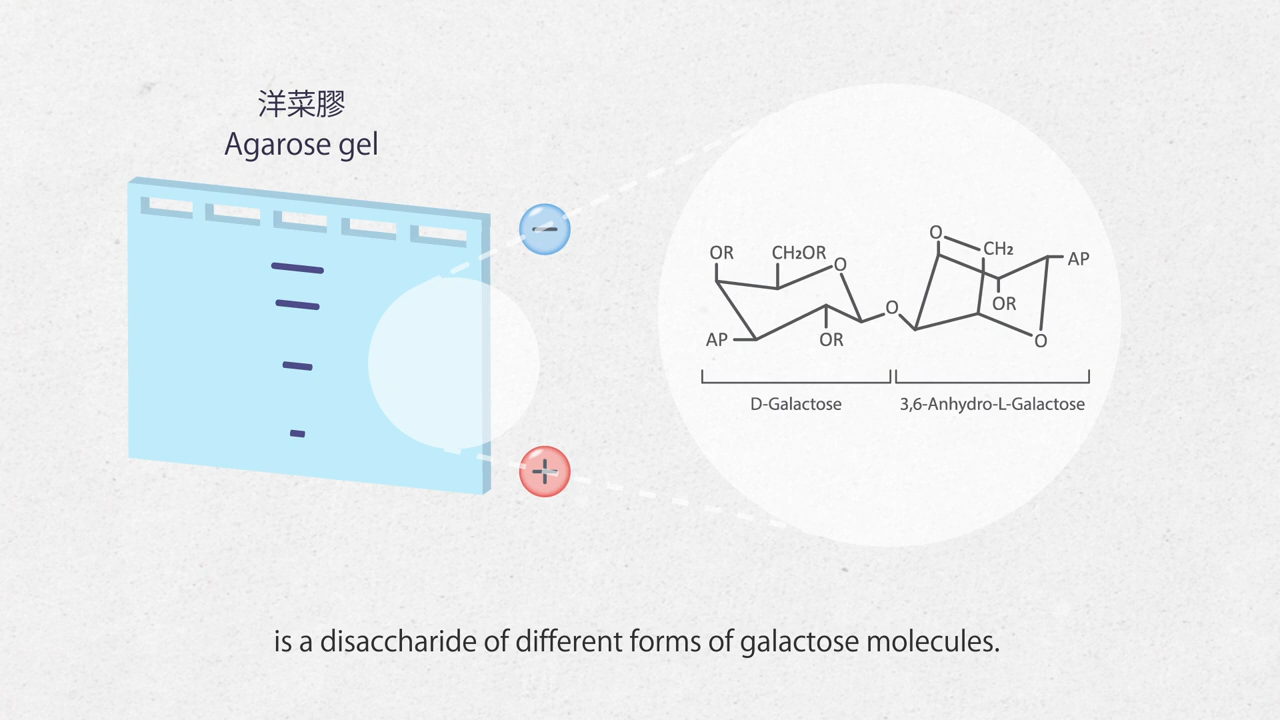 洋菜膠
Agarose gel
−
+
OR
CH₂OR
O
AP
OR
O
O
CH₂
AP
OR
O
D-Galactose
3,6-Anhydro-L-Galactose
is a disaccharide of different forms of galactose molecules.